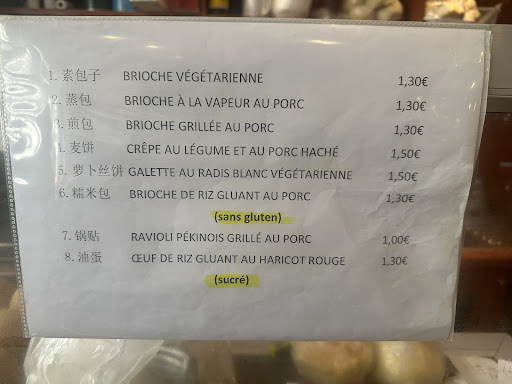 1. 素包子 BRIOCHE VÉGÉTARIENNE 1,30€
2. 蒸包 BRIOCHE À LA VAPEUR AU PORC 1,30€
3. 煎包 BRIOCHE GRILLÉE AU PORC 1,30€
4. 麦饼 CRÊPE AU LÉGUME ET AU PORC HACHÉ 1,50€
5. 萝卜丝饼 GALETTE AU RADIS BLANC VÉGÉTARIENNE 1,50€
6. 糯米包 BRIOCHE DE RIZ GLUANT AU PORC 1,30€
(sans gluten)
7. 锅贴 RAVIOLI PÉKINOIS GRILLÉ AU PORC 1,00€
8. 油蛋 ŒUF DE RIZ GLUANT AU HARICOT ROUGE 1,30€
(sucré)